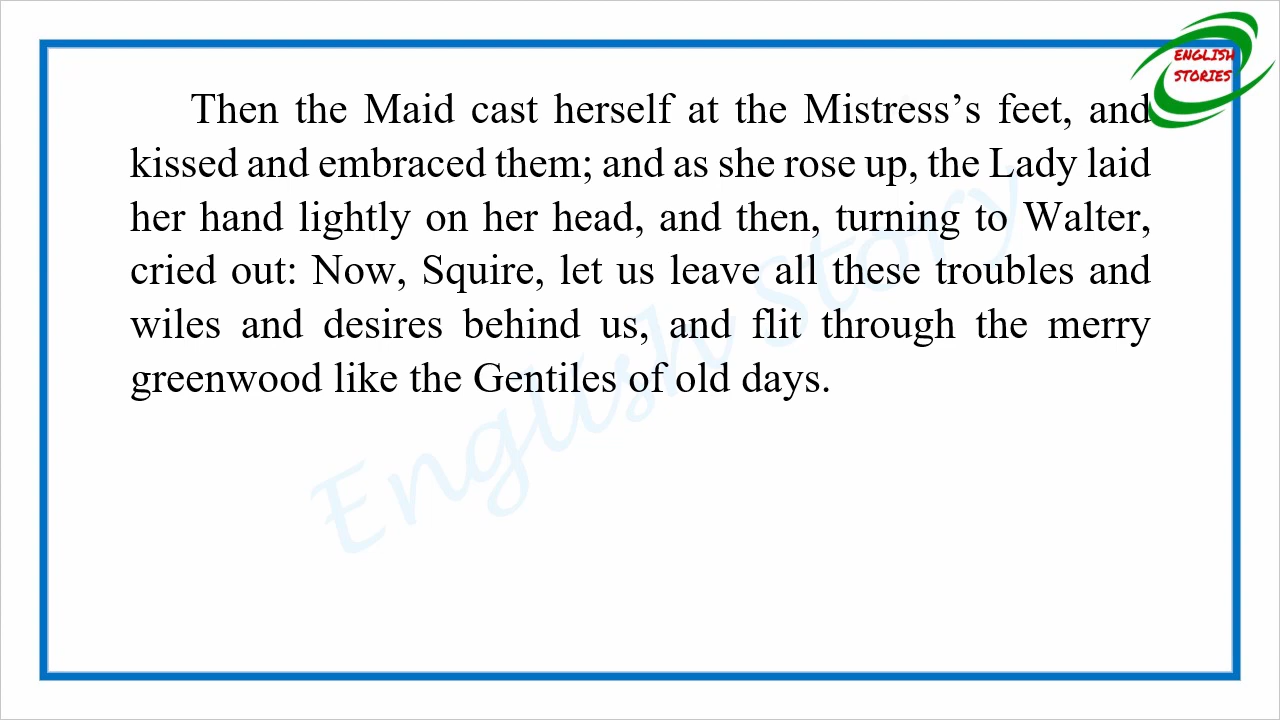 ENGLISH
STORIES
Then the Maid cast herself at the Mistress’s feet, and
kissed and embraced them; and as she rose up, the Lady laid
her hand lightly on her head, and then, turning to Walter,
cried out: Now, Squire, let us leave all these troubles and
wiles and desires behind us, and flit through the merry
greenwood like the Gentiles of old days.
English Story